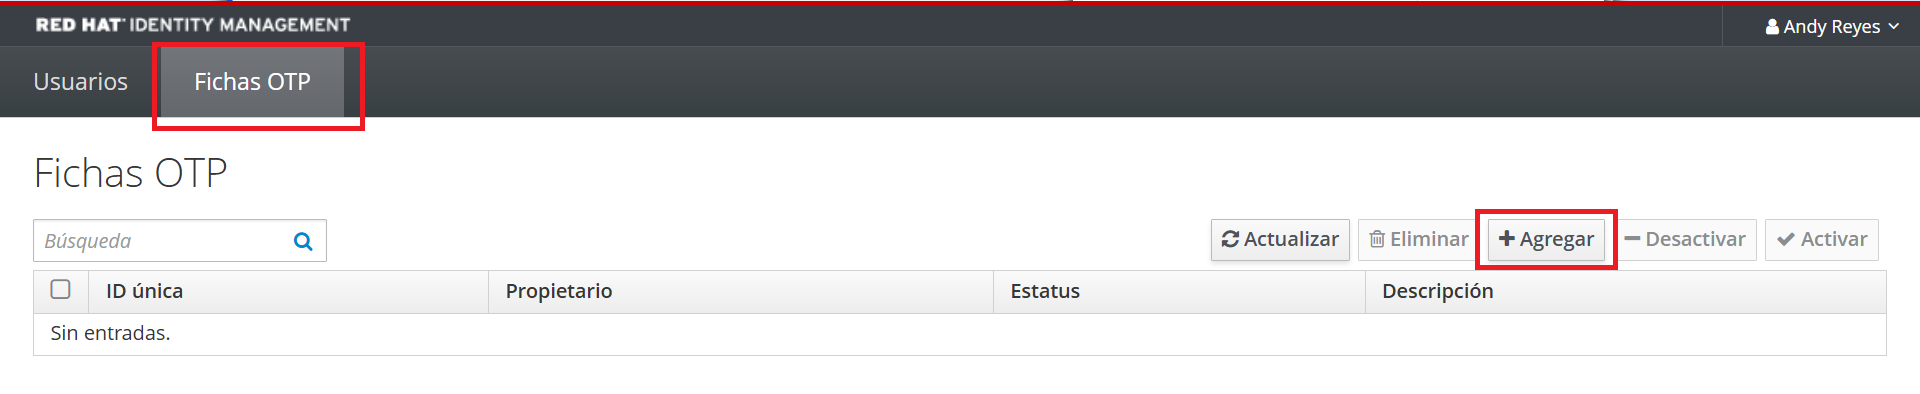 RED HAT IDENTITY MANAGEMENT
Andy Reyes
Usuarios
Fichas OTP
Fichas OTP
Búsqueda
Actualizar
Eliminar
Agregar
Desactivar
Activar
ID única
Propietario
Estatus
Descripción
Sin entradas.